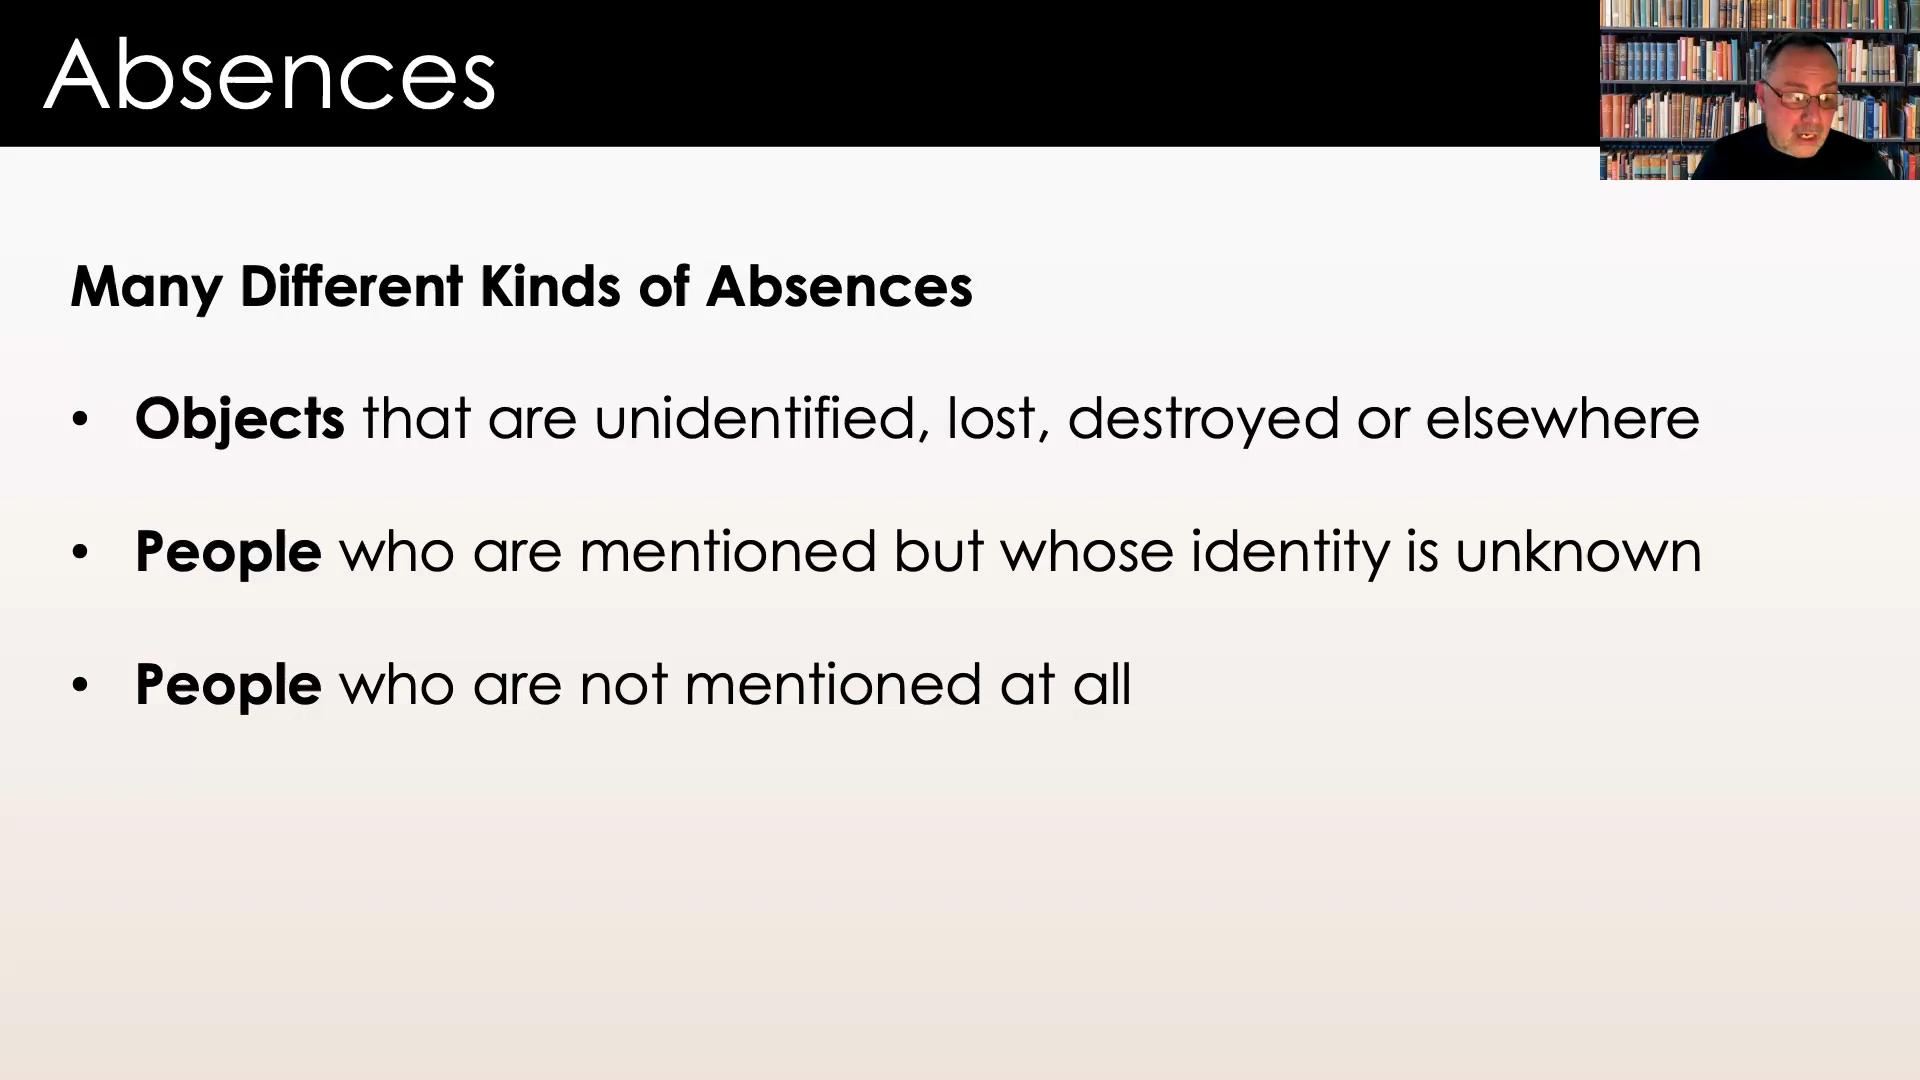 Absences
Many Different Kinds of Absences
• Objects that are unidentified, lost, destroyed or elsewhere
• People who are mentioned but whose identity is unknown
• People who are not mentioned at all